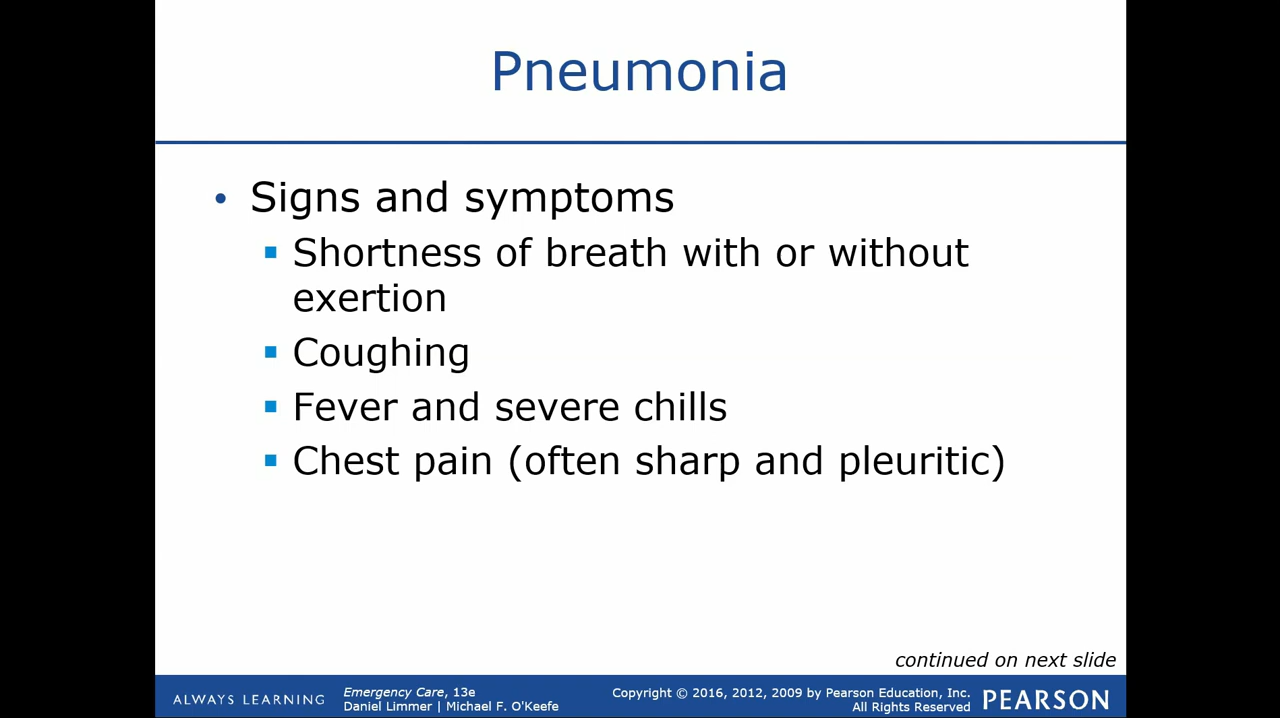 Pneumonia
• Signs and symptoms
▪ Shortness of breath with or without
exertion
▪ Coughing
▪ Fever and severe chills
▪ Chest pain (often sharp and pleuritic)
continued on next slide
ALWAYS LEARNING
Emergency Care, 13e
Daniel Limmer | Michael F. O'Keefe
Copyright © 2016, 2012, 2009 by Pearson Education, Inc.
All Rights Reserved
PEARSON